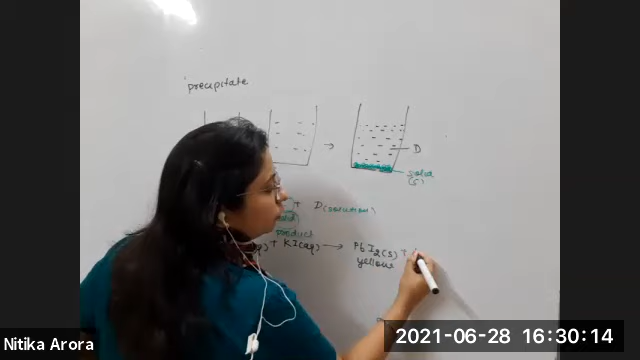 precipitate
→
D
solid
(s)
+ D(solution)
product
+ KI(aq) ⟶ PbI2(s) +
yellow
Nitika Arora
2021-06-28 16:30:14